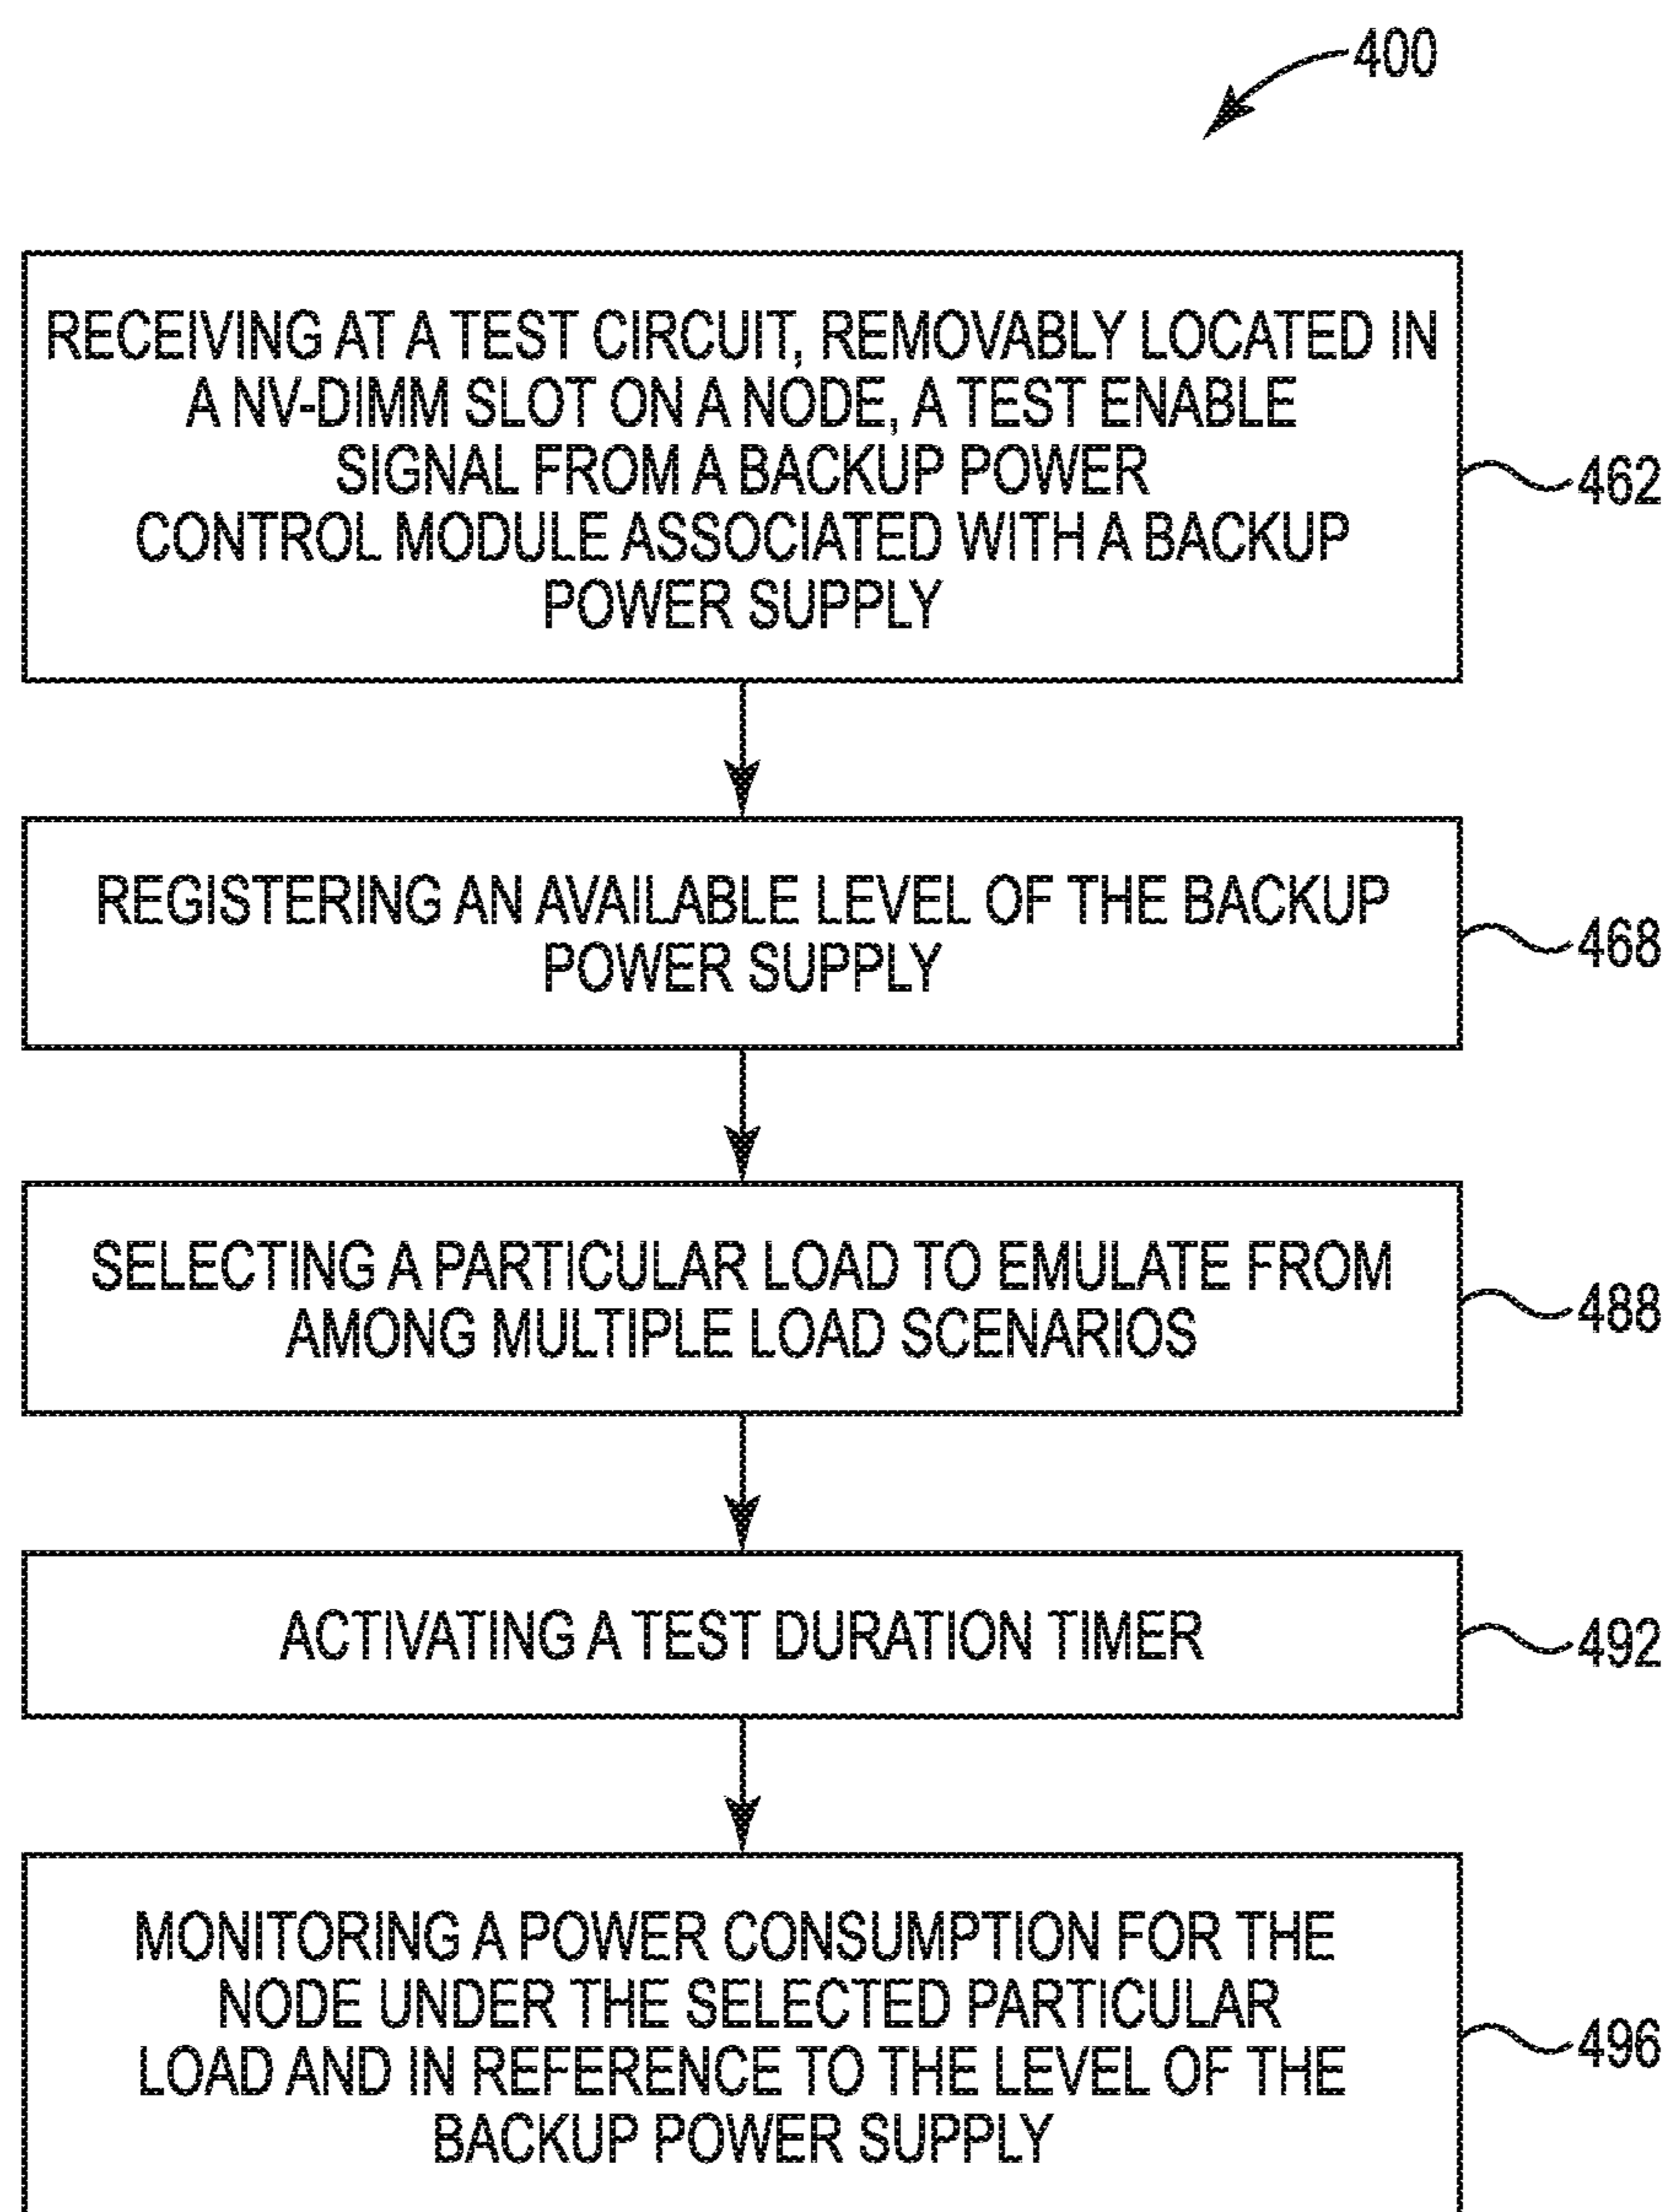 400
RECEIVING AT A TEST CIRCUIT, REMOVABLY LOCATED IN
A NV-DIMM SLOT ON A NODE, A TEST ENABLE
SIGNAL FROM A BACKUP POWER
CONTROL MODULE ASSOCIATED WITH A BACKUP
POWER SUPPLY
462
REGISTERING AN AVAILABLE LEVEL OF THE BACKUP
POWER SUPPLY
468
SELECTING A PARTICULAR LOAD TO EMULATE FROM
AMONG MULTIPLE LOAD SCENARIOS
488
ACTIVATING A TEST DURATION TIMER
492
MONITORING A POWER CONSUMPTION FOR THE
NODE UNDER THE SELECTED PARTICULAR
LOAD AND IN REFERENCE TO THE LEVEL OF THE
BACKUP POWER SUPPLY
496